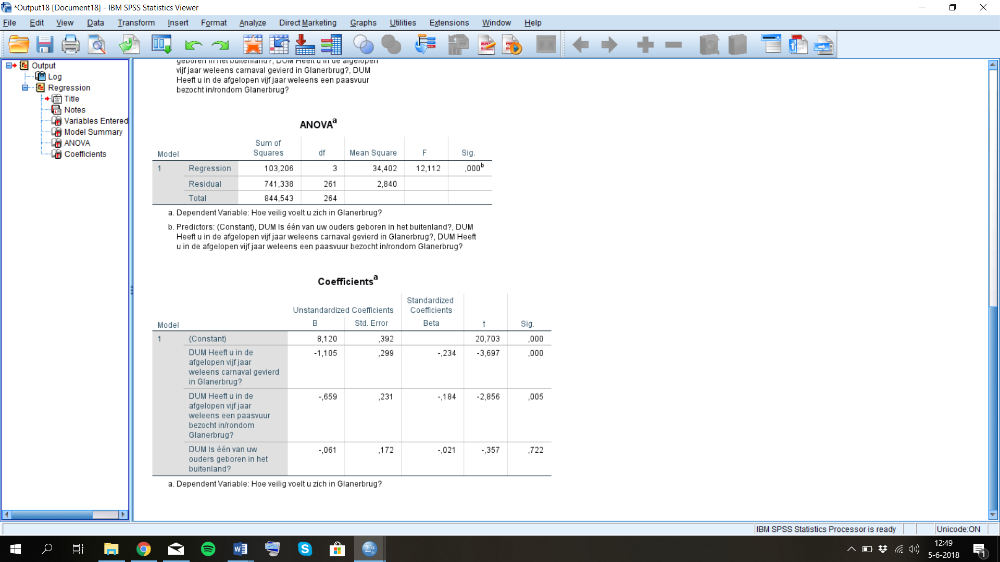 *Output18 [Document18] - IBM SPSS Statistics Viewer
File Edit View Data Transform Insert Format Analyze Direct Marketing Graphs Utilities Extensions Window Help
Output
Log
Regression
Title
Notes
Variables Entered
Model Summary
ANOVA
Coefficients
geboren in het buitenland?, DUM Heeft u in de afgelopen
vijf jaar weleens carnaval gevierd in Glanerbrug?, DUM
Heeft u in de afgelopen vijf jaar weleens een paasvuur
bezocht in/rondom Glanerbrug?
ANOVAa
Model Sum of Squares df Mean Square F Sig.
1 Regression 103,206 3 34,402 12,112 ,000b
Residual 741,338 261 2,840
Total 844,543 264
a. Dependent Variable: Hoe veilig voelt u zich in Glanerbrug?
b. Predictors: (Constant), DUM Is één van uw ouders geboren in het buitenland?, DUM
Heeft u in de afgelopen vijf jaar weleens carnaval gevierd in Glanerbrug?, DUM Heeft
u in de afgelopen vijf jaar weleens een paasvuur bezocht in/rondom Glanerbrug?
Coefficientsa
Unstandardized Coefficients Standardized Coefficients
Model B Std. Error Beta t Sig.
1 (Constant) 8,120 ,392 20,703 ,000
DUM Heeft u in de -1,105 ,299 -,234 -3,697 ,000
afgelopen vijf jaar
weleens carnaval gevierd
in Glanerbrug?
DUM Heeft u in de -,659 ,231 -,184 -2,856 ,005
afgelopen vijf jaar
weleens een paasvuur
bezocht in/rondom
Glanerbrug?
DUM Is één van uw -,061 ,172 -,021 -,357 ,722
ouders geboren in het
buitenland?
a. Dependent Variable: Hoe veilig voelt u zich in Glanerbrug?
IBM SPSS Statistics Processor is ready Unicode:ON
12:49
5-6-2018
1